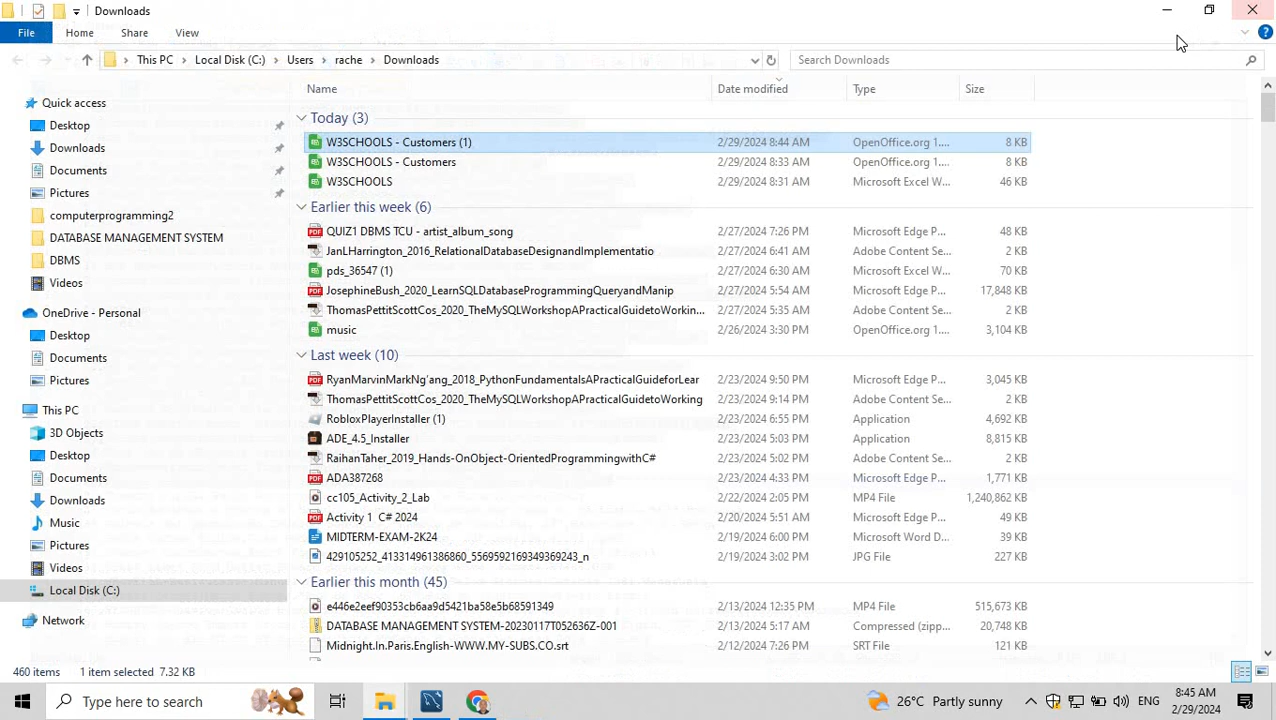 Downloads
File Home Share View
This PC Local Disk (C:) Users rache Downloads Search Downloads
Name Date modified Type Size
Quick access
Desktop
Downloads
Documents
Pictures
computerprogramming2
DATABASE MANAGEMENT SYSTEM
DBMS
Videos
OneDrive - Personal
Desktop
Documents
Pictures
This PC
3D Objects
Desktop
Documents
Downloads
Music
Pictures
Videos
Local Disk (C:)
Network
Today (3)
W3SCHOOLS - Customers (1) 2/29/2024 8:44 AM OpenOffice.org 1.... 8 KB
W3SCHOOLS - Customers 2/29/2024 8:33 AM OpenOffice.org 1.... 8 KB
W3SCHOOLS 2/29/2024 8:31 AM Microsoft Excel W... 46 KB
Earlier this week (6)
QUIZ1 DBMS TCU - artist_album_song 2/27/2024 7:26 PM Microsoft Edge P... 48 KB
JanLHarrington_2016_RelationalDatabaseDesignandImplementatio 2/27/2024 6:41 AM Adobe Content Se... 2 KB
pds_36547 (1) 2/27/2024 6:30 AM Microsoft Excel W... 70 KB
JosephineBush_2020_LearnSQLDatabaseProgrammingQueryandManip 2/27/2024 5:54 AM Microsoft Edge P... 17,848 KB
ThomasPettitScottCos_2020_TheMySQLWorkshopAPracticalGuidetoWorkin... 2/27/2024 5:35 AM Adobe Content Se... 2 KB
music 2/26/2024 3:30 PM OpenOffice.org 1.... 3,104 KB
Last week (10)
RyanMarvinMarkNg'ang_2018_PythonFundamentalsAPracticalGuideforLear 2/23/2024 9:50 PM Microsoft Edge P... 3,045 KB
ThomasPettitScottCos_2020_TheMySQLWorkshopAPracticalGuidetoWorking 2/23/2024 9:14 PM Adobe Content Se... 2 KB
RobloxPlayerInstaller (1) 2/23/2024 6:55 PM Application 4,692 KB
ADE_4.5_Installer 2/23/2024 5:03 PM Application 8,815 KB
RaihanTaher_2019_Hands-OnObject-OrientedProgrammingwithC# 2/23/2024 5:02 PM Adobe Content Se... 2 KB
ADA387268 2/23/2024 4:33 PM Microsoft Edge P... 1,771 KB
cc105_Activity_2_Lab 2/22/2024 2:05 PM MP4 File 1,240,862 KB
Activity 1 C# 2024 2/20/2024 5:51 AM Microsoft Edge P... 49 KB
MIDTERM-EXAM-2K24 2/19/2024 6:00 PM Microsoft Word D... 39 KB
429105252_413314961386860_5569592169349369243_n 2/19/2024 3:02 PM JPG File 227 KB
Earlier this month (45)
e446e2eef90353cb6aa9d5421ba58e5b68591349 2/13/2024 12:35 PM MP4 File 515,673 KB
DATABASE MANAGEMENT SYSTEM-20230117T052636Z-001 2/13/2024 5:17 AM Compressed (zipp... 20,748 KB
Midnight.In.Paris.English-WWW.MY-SUBS.CO.srt 2/12/2024 7:26 PM SRT File 121 KB
460 items 1 item selected 7.32 KB
Type here to search 26°C Partly sunny ENG 8:45 AM
2/29/2024